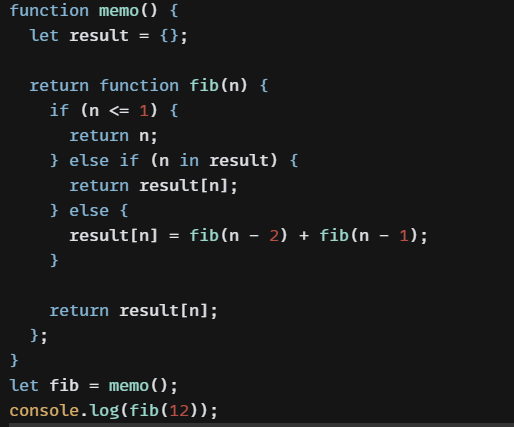 function memo() {
  let result = {};

  return function fib(n) {
    if (n <= 1) {
      return n;
    } else if (n in result) {
      return result[n];
    } else {
      result[n] = fib(n - 2) + fib(n - 1);
    }

    return result[n];
  };
}
let fib = memo();
console.log(fib(12));